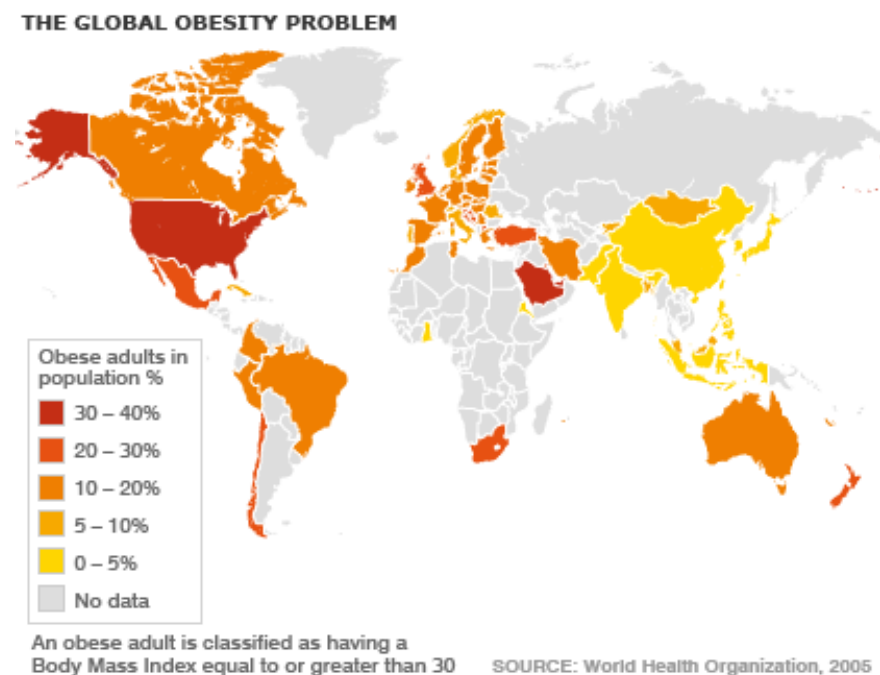 THE GLOBAL OBESITY PROBLEM
Obese adults in
population %
30 – 40%
20 – 30%
10 – 20%
5 – 10%
0 – 5%
No data
An obese adult is classified as having a
Body Mass Index equal to or greater than 30
SOURCE: World Health Organization, 2005